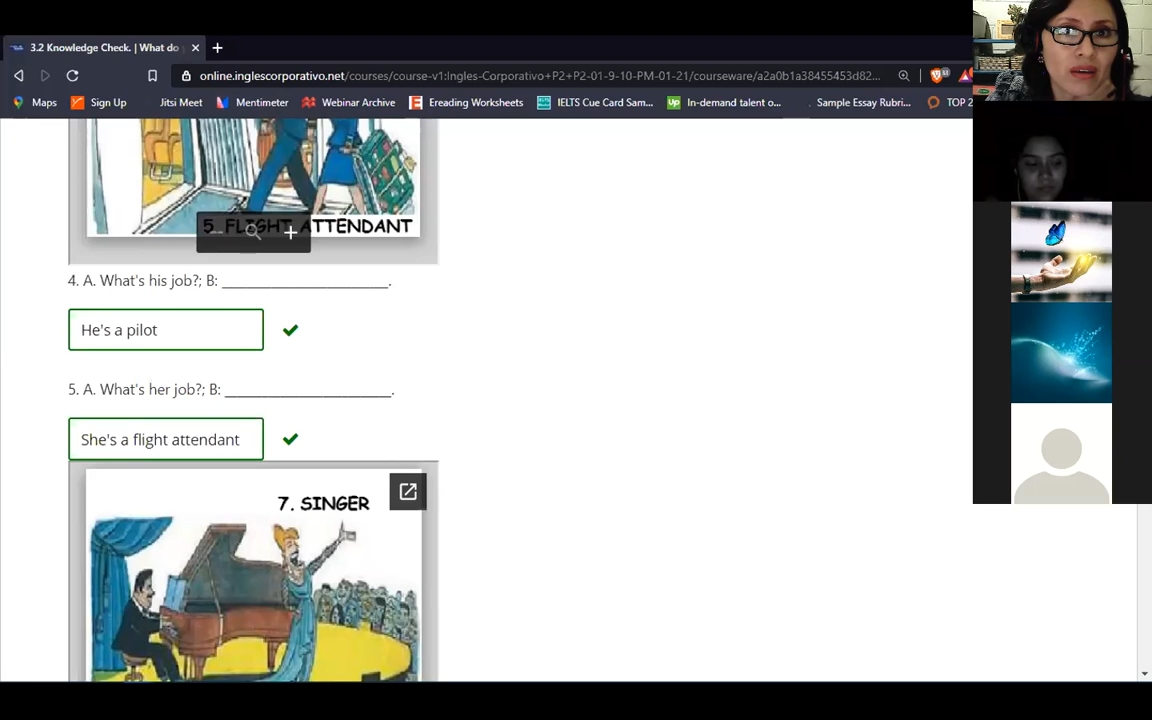 3.2 Knowledge Check. | What do
online.inglescorporativo.net/courses/course-v1:Ingles-Corporativo+P2+P2-01-9-10-PM-01-21/courseware/a2a0b1a38455453d82...
Maps Sign Up Jitsi Meet Mentimeter Webinar Archive Ereading Worksheets IELTS Cue Card Sam... In-demand talent o... Sample Essay Rubri... TOP 2
5. FLIGHT ATTENDANT
4. A. What's his job?; B: ____________________.
He's a pilot
5. A. What's her job?; B: ____________________.
She's a flight attendant
7. SINGER